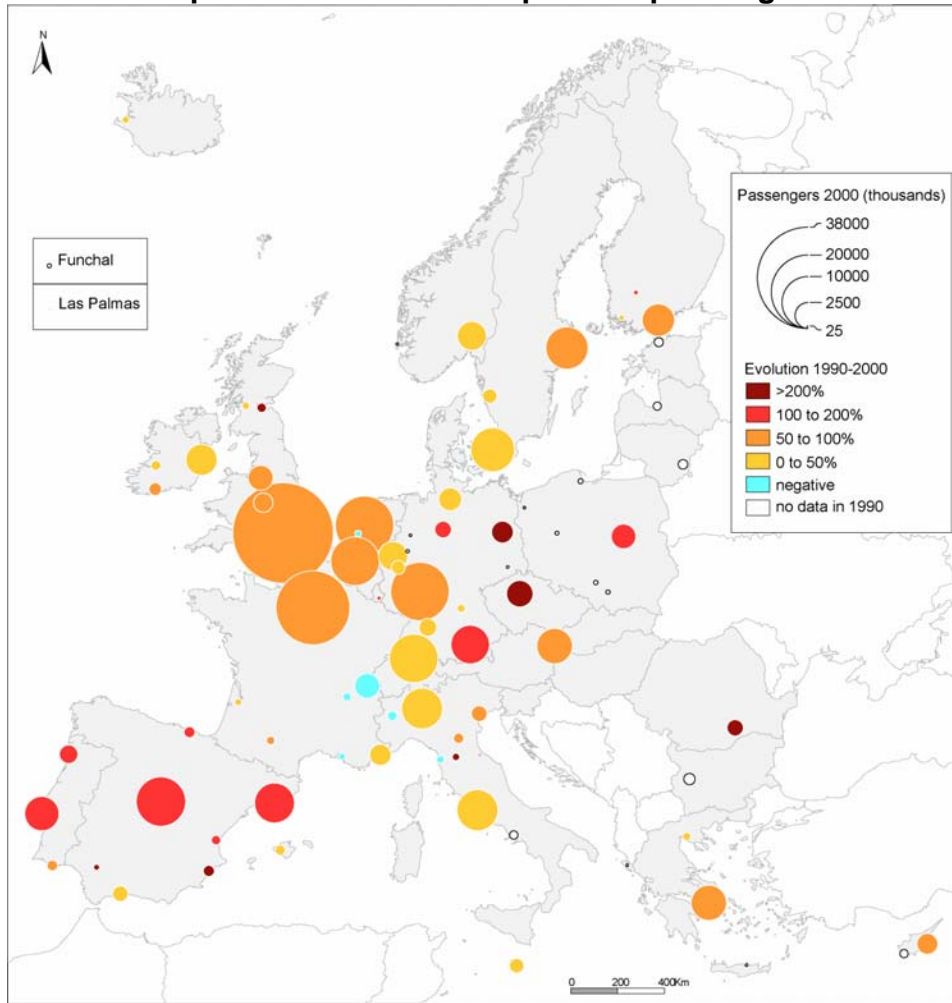 N
Funchal
Las Palmas
Passengers 2000 (thousands)
38000
20000
10000
2500
25
Evolution 1990-2000
>200%
100 to 200%
50 to 100%
0 to 50%
negative
no data in 1990
0 200 400Km